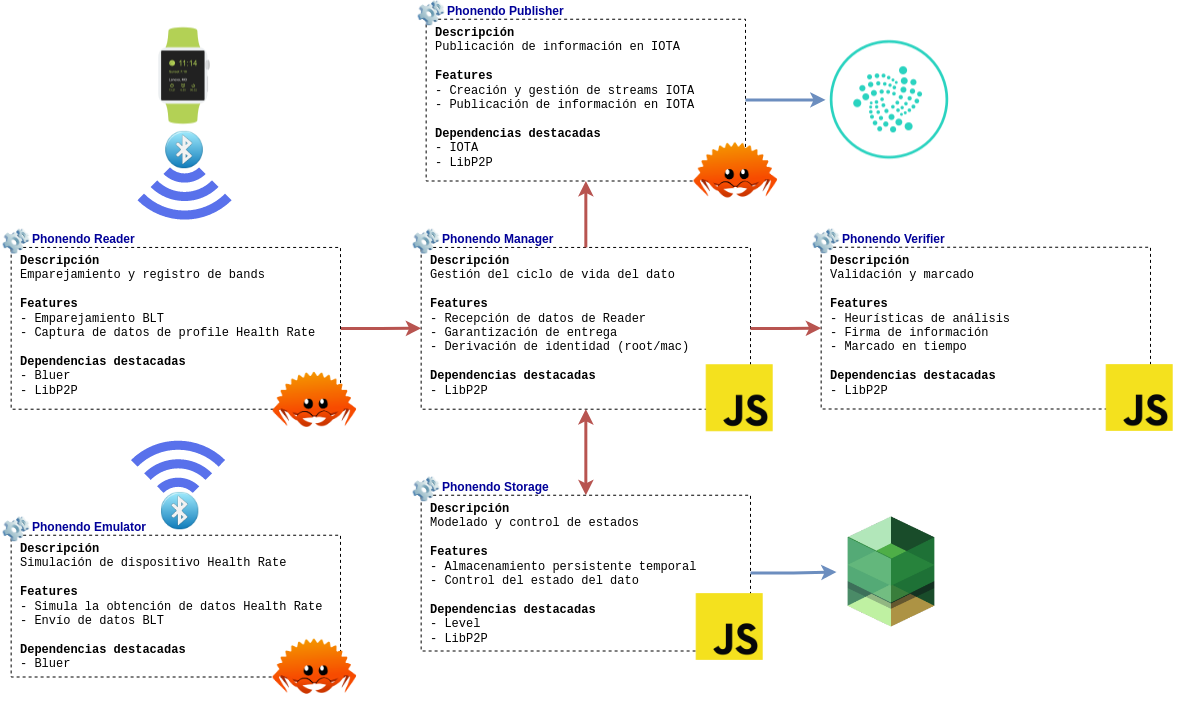 Phonendo Publisher
Descripción
Publicación de información en IOTA
Features
- Creación y gestión de streams IOTA
- Publicación de información en IOTA
Dependencias destacadas
- IOTA
- LibP2P
11:14
Phonendo Reader
Descripción
Emparejamiento y registro de bands
Features
- Emparejamiento BLT
- Captura de datos de profile Health Rate
Dependencias destacadas
- Bluer
- LibP2P
Phonendo Manager
Descripción
Gestión del ciclo de vida del dato
Features
- Recepción de datos de Reader
- Garantización de entrega
- Derivación de identidad (root/mac)
Dependencias destacadas
- LibP2P
JS
Phonendo Verifier
Descripción
Validación y marcado
Features
- Heurísticas de análisis
- Firma de información
- Marcado en tiempo
Dependencias destacadas
- LibP2P
JS
Phonendo Emulator
Descripción
Simulación de dispositivo Health Rate
Features
- Simula la obtención de datos Health Rate
- Envío de datos BLT
Dependencias destacadas
- Bluer
Phonendo Storage
Descripción
Modelado y control de estados
Features
- Almacenamiento persistente temporal
- Control del estado del dato
Dependencias destacadas
- Level
- LibP2P
JS